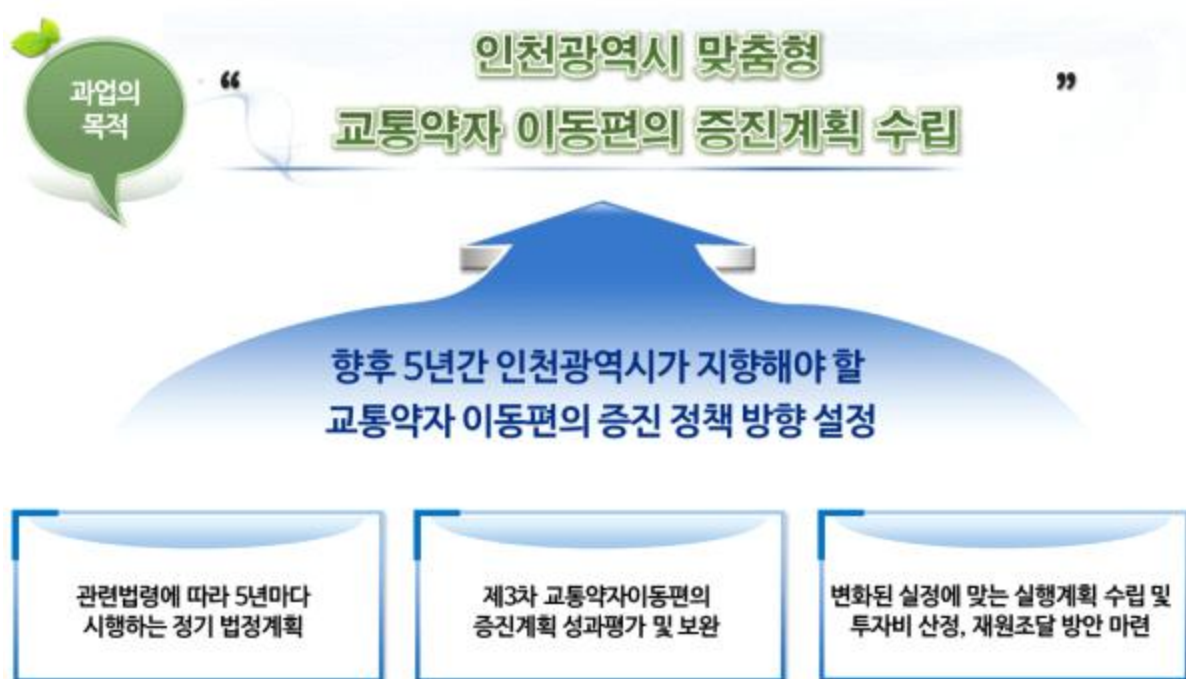 과업의
목적
“ 인천광역시 맞춤형 ”
교통약자 이동편의 증진계획 수립
향후 5년간 인천광역시가 지향해야 할
교통약자 이동편의 증진 정책 방향 설정
관련법령에 따라 5년마다
시행하는 정기 법정계획
제3차 교통약자이동편의
증진계획 성과평가 및 보완
변화된 실정에 맞는 실행계획 수립 및
투자비 산정, 재원조달 방안 마련